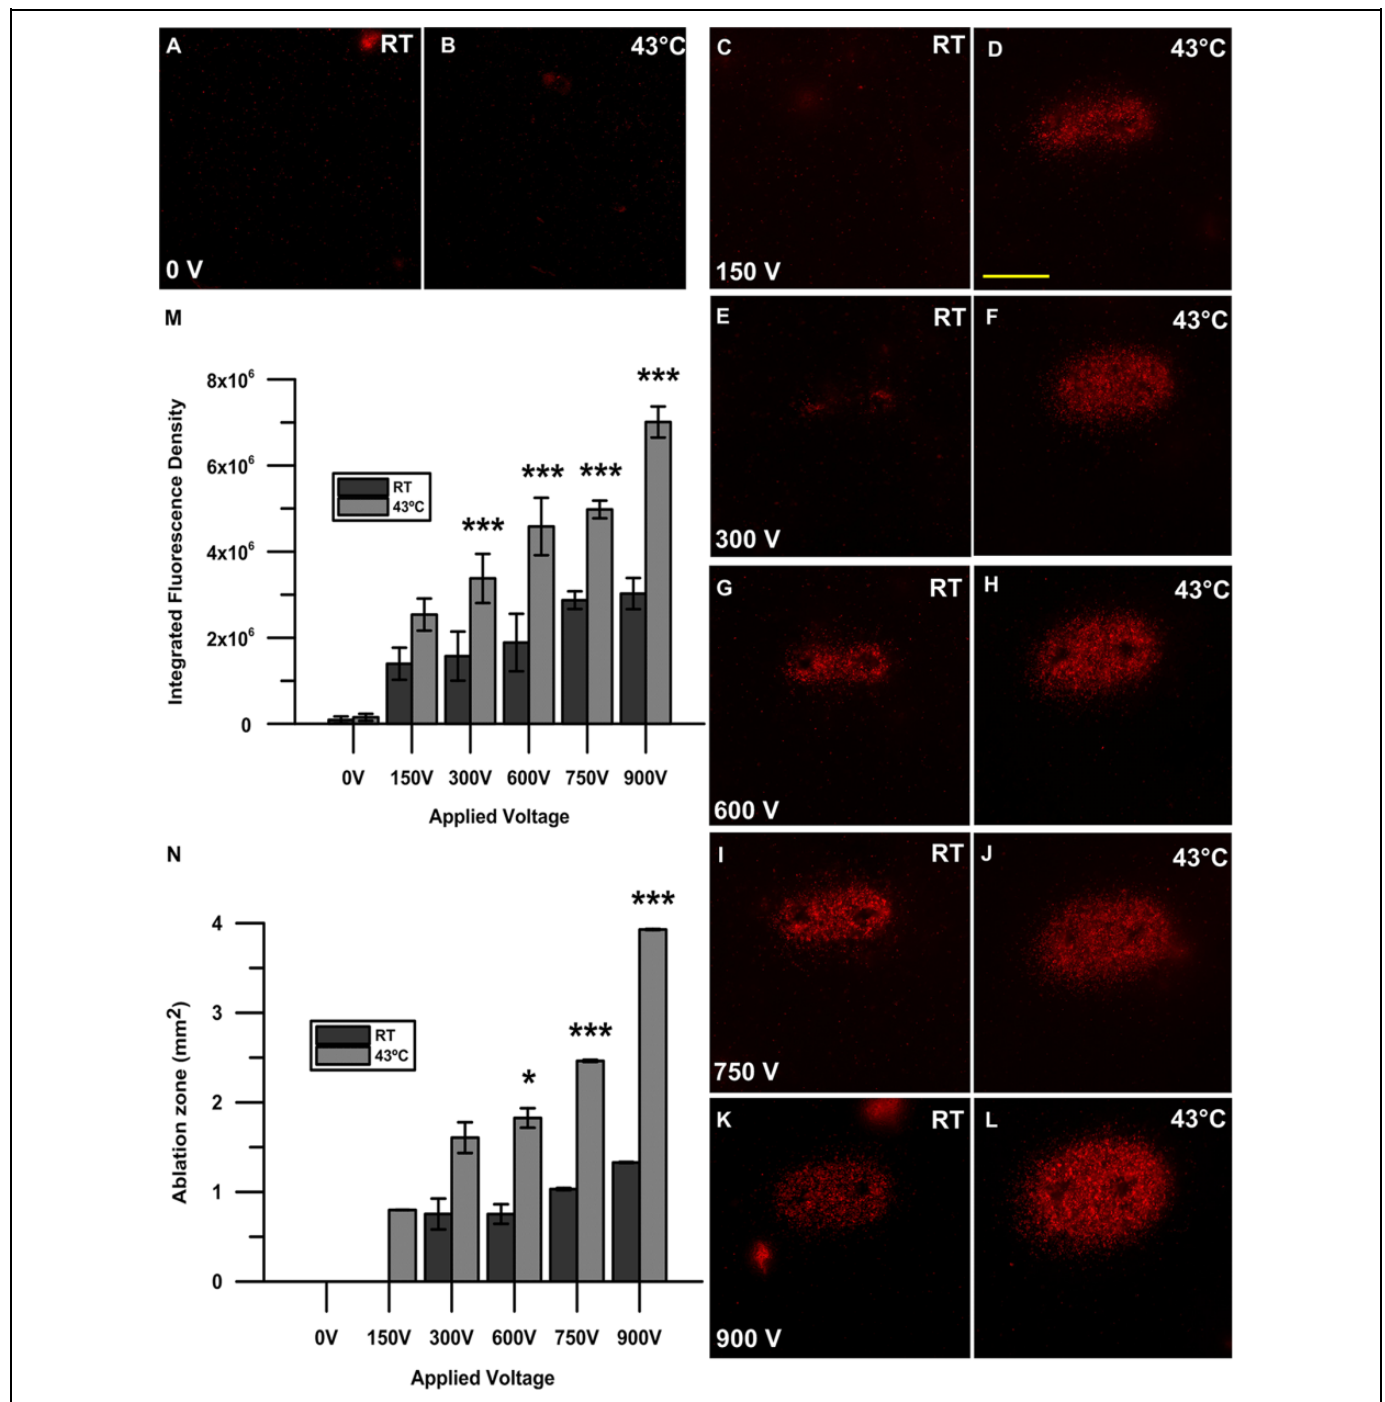 A RT
B 43°C
0 V
C RT
D 43°C
150 V
E RT
F 43°C
300 V
G RT
H 43°C
600 V
I RT
J 43°C
750 V
K RT
L 43°C
900 V
M
Integrated Fluorescence Density
8x10⁶
6x10⁶
4x10⁶
2x10⁶
0
RT
43ºC
***
***
***
***
0V 150V 300V 600V 750V 900V
Applied Voltage
N
Ablation zone (mm²)
4
3
2
1
0
RT
43ºC
*
***
***
0V 150V 300V 600V 750V 900V
Applied Voltage